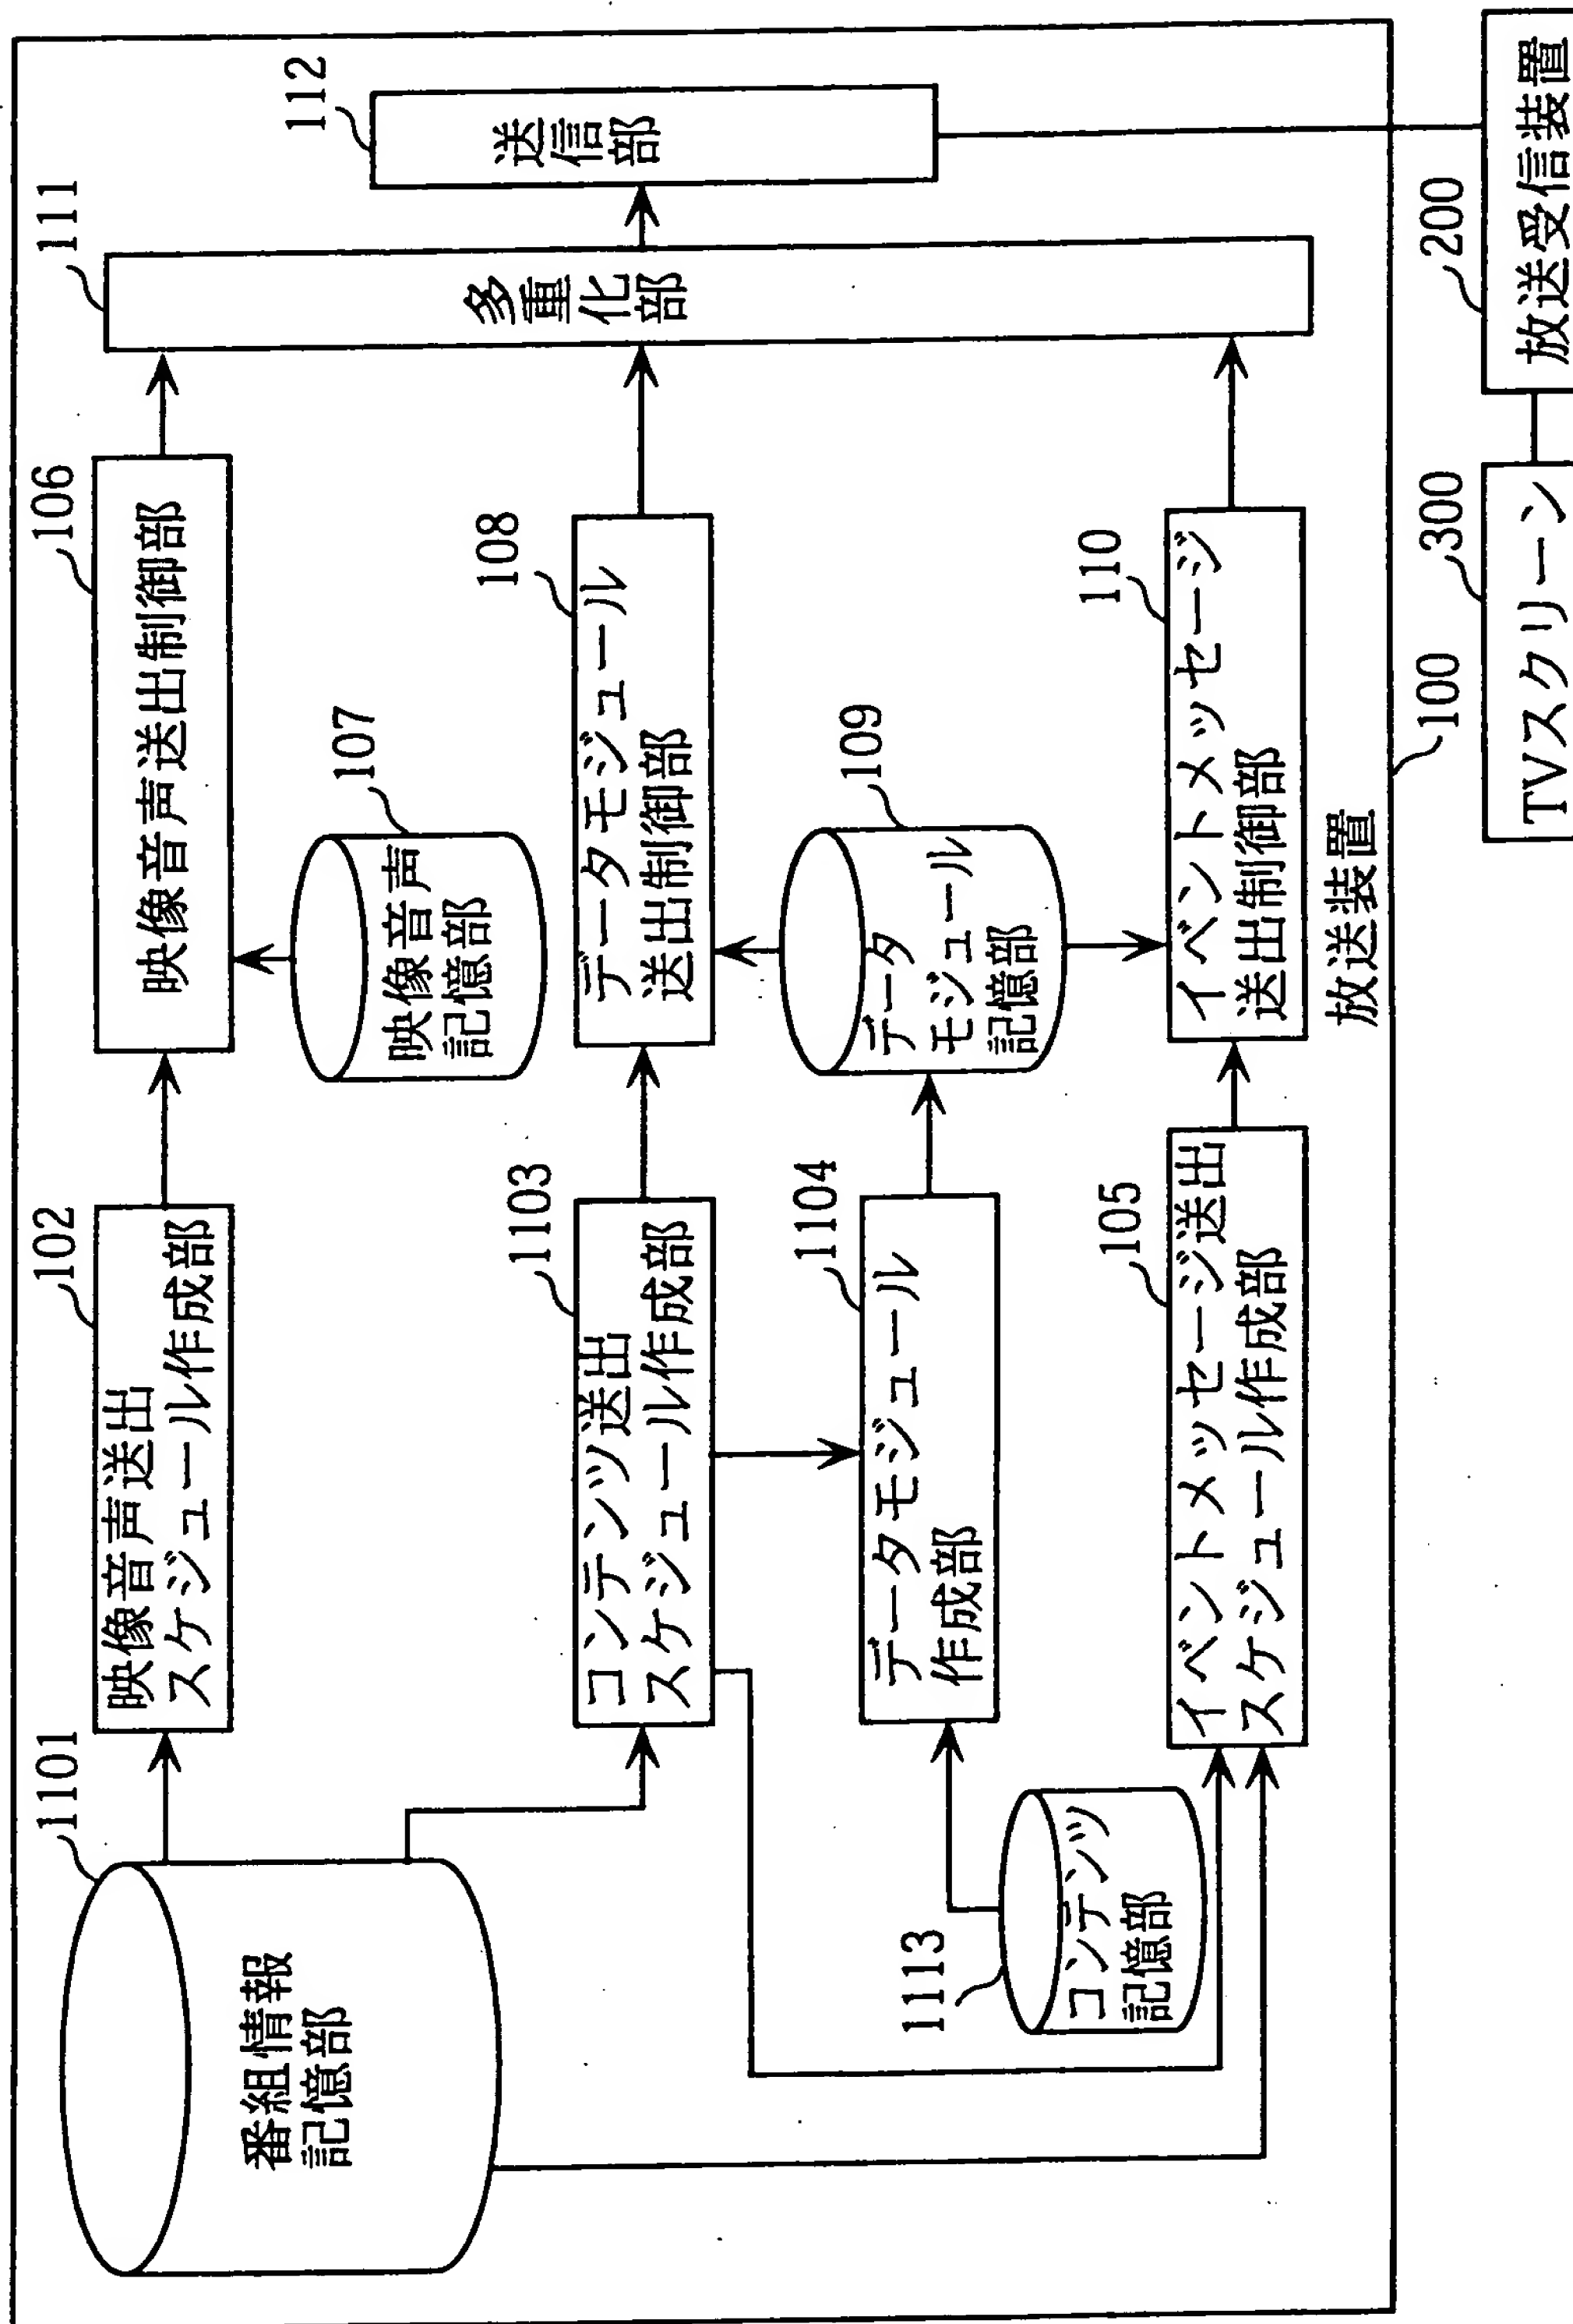 1101
番組情報
記憶部
102
映像音声送出
スケジュール作成部
106
映像音声送出制御部
107
映像音声
記憶部
111
多重化部
112
送信部
1103
コンテンツ送出
スケジュール作成部
108
データモジュール
送出制御部
1104
データモジュール
作成部
109
データ
モジュール
記憶部
1113
コンテンツ
記憶部
105
イベントメッセージ送出
スケジュール作成部
110
イベントメッセージ
送出制御部
放送装置
100
300
TVスクリーン
200
放送受信装置